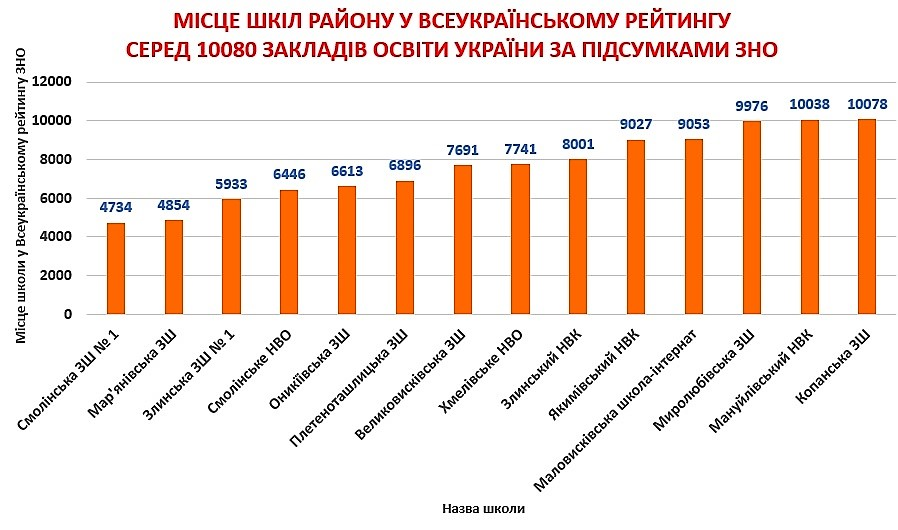 МІСЦЕ ШКІЛ РАЙОНУ У ВСЕУКРАЇНСЬКОМУ РЕЙТИНГУ
СЕРЕД 10080 ЗАКЛАДІВ ОСВІТИ УКРАЇНИ ЗА ПІДСУМКАМИ ЗНО
Місце школи у Всеукраїнському рейтингу ЗНО
12000
10000
8000
6000
4000
2000
0
4734
4854
5933
6446
6613
6896
7691
7741
8001
9027
9053
9976
10038
10078
Смолінська ЗШ № 1
Мар'янівська ЗШ
Злинська ЗШ № 1
Смолінське НВО
Оникіївська ЗШ
Плетеноташлицька ЗШ
Великовисківська ЗШ
Хмелівське НВО
Злинський НВК
Якимівський НВК
Маловисківська школа-інтернат
Миролюбівська ЗШ
Мануйлівський НВК
Копанська ЗШ
Назва школи